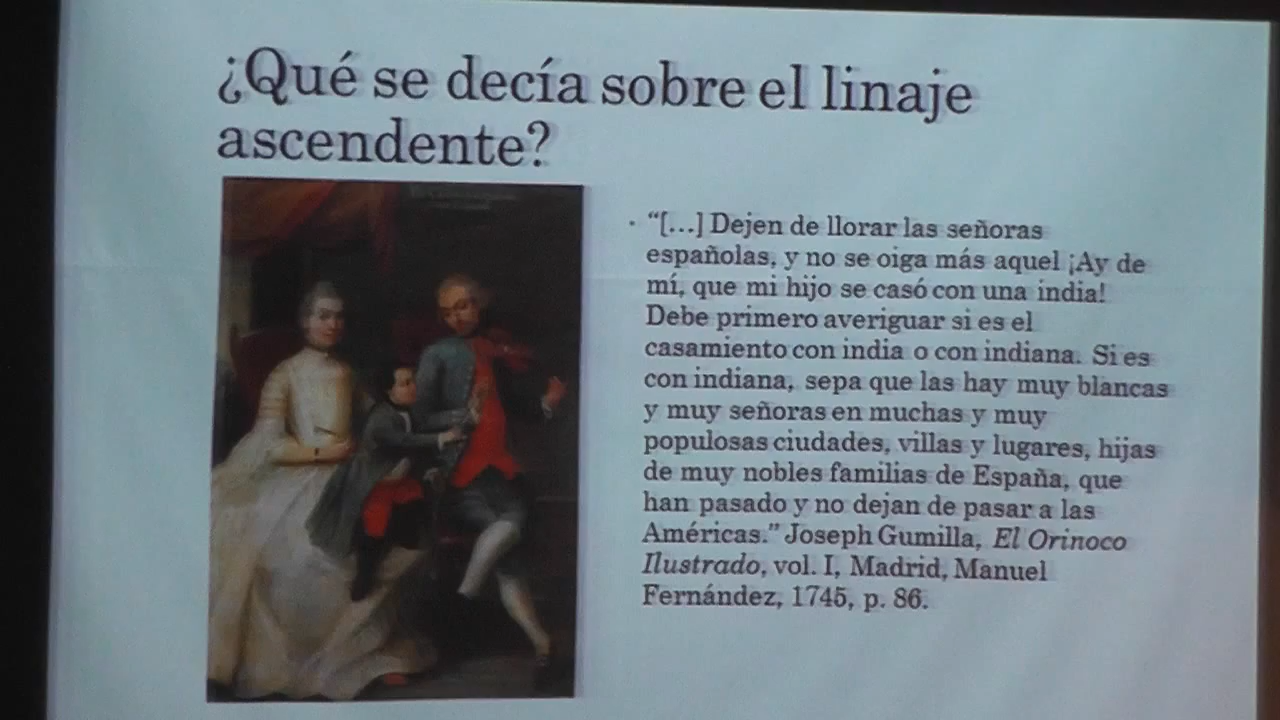 ¿Qué se decía sobre el linaje
ascendente?
· “[…] Dejen de llorar las señoras
españolas, y no se oiga más aquel ¡Ay de
mí, que mi hijo se casó con una india!
Debe primero averiguar si es el
casamiento con india o con indiana. Si es
con indiana, sepa que las hay muy blancas
y muy señoras en muchas y muy
populosas ciudades, villas y lugares, hijas
de muy nobles familias de España, que
han pasado y no dejan de pasar a las
Américas.” Joseph Gumilla, El Orinoco
Ilustrado, vol. I, Madrid, Manuel
Fernández, 1745, p. 86.